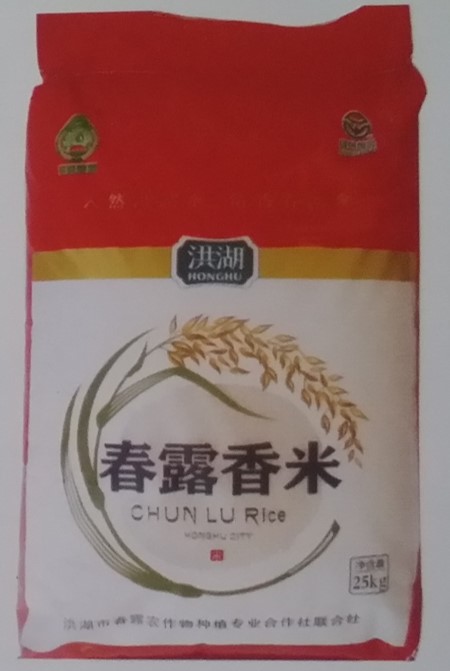 洪湖
HONGHU
春露香米
CHUN LU Rice
HONGHU CITY
净含量
25kg
洪湖市春露农作物种植专业合作社联合社